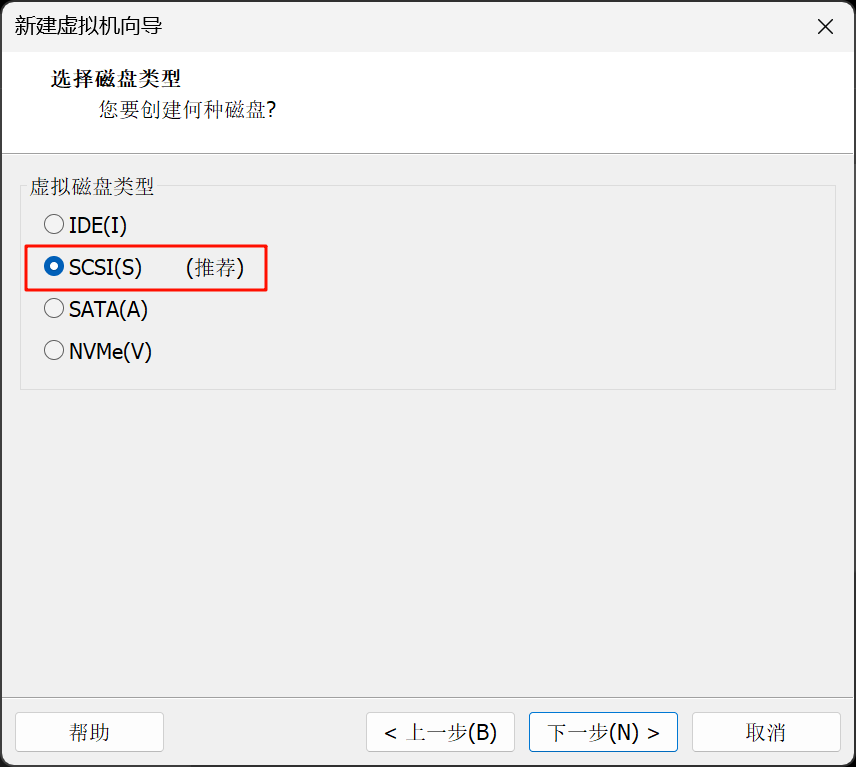 新建虚拟机向导
选择磁盘类型
您要创建何种磁盘?
虚拟磁盘类型
IDE(I)
SCSI(S) (推荐)
SATA(A)
NVMe(V)
帮助 < 上一步(B) 下一步(N) > 取消